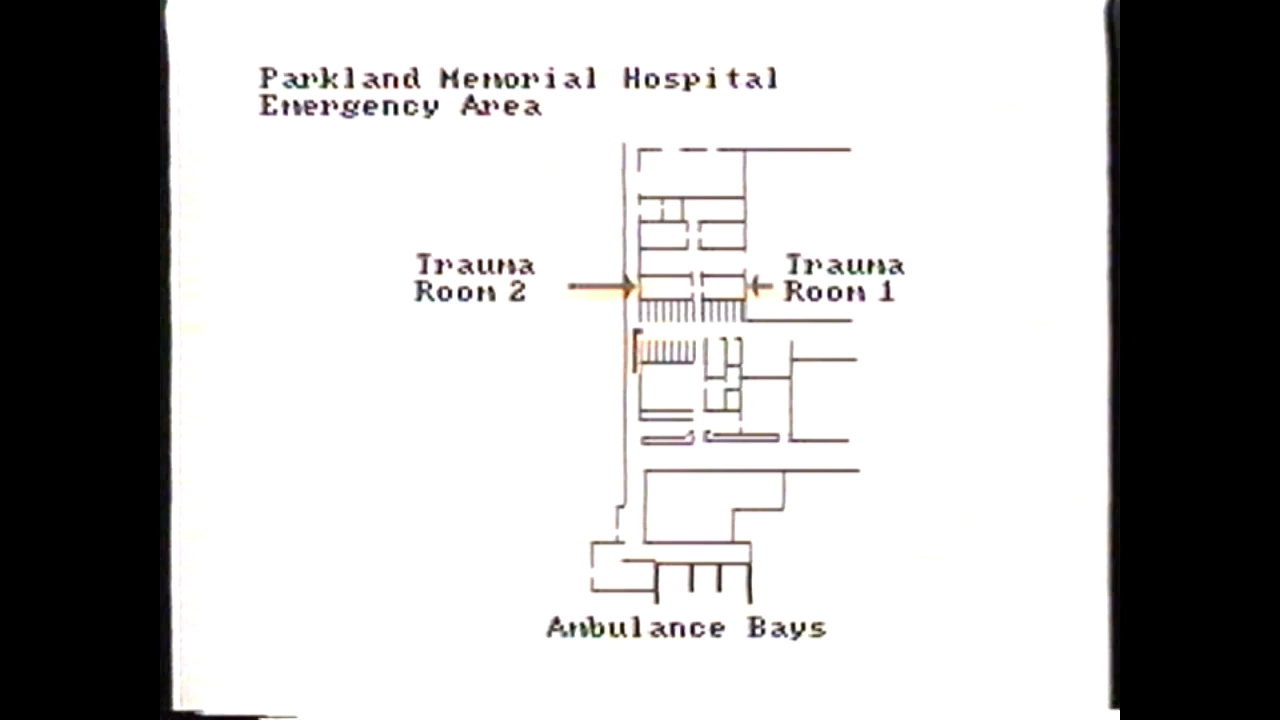 Parkland Memorial Hospital
Emergency Area
Trauma
Room 2
Trauma
Room 1
Ambulance Bays